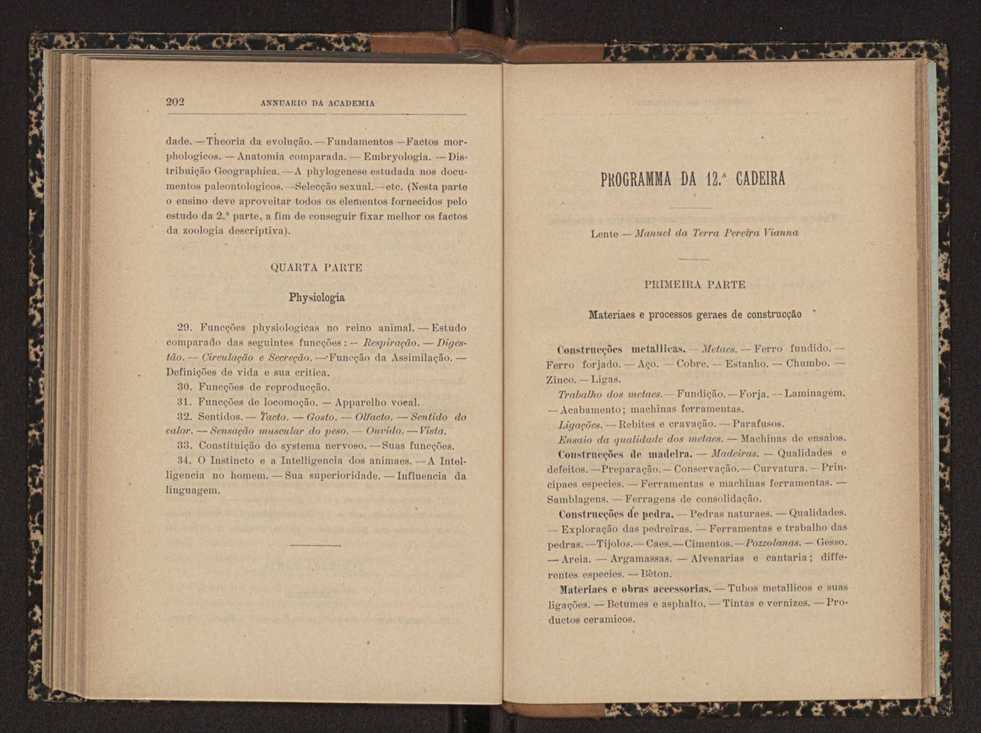 202 ANNUARIO DA ACADEMIA
dade. — Theoria da evolução. — Fundamentos — Factos mor-
phologicos. — Anatomia comparada. — Embryologia. — Dis-
tribuição Geographica. — A phylogenese estudada nos docu-
mentos paleontologicos. — Selecção sexual. — etc. (Nesta parte
o ensino deve aproveitar todos os elementos fornecidos pelo
estudo da 2.ª parte, a fim de conseguir fixar melhor os factos
da zoologia descriptiva).
QUARTA PARTE
Physiologia
29. Funcções physiologicas no reino animal. — Estudo
comparado das seguintes funcções : — Respiração. — Diges-
tão. — Circulação e Secreção. — Funcção da Assimilação. —
Definições de vida e sua critica.
30. Funcções de reproducção.
31. Funcções de locomoção. — Apparelho vocal.
32. Sentidos. — Tacto. — Gosto. — Olfacto. — Sentido do
calor. — Sensação muscular do peso. — Ouvido. — Vista.
33. Constituição do systema nervoso. — Suas funcções.
34. O Instincto e a Intelligencia dos animaes. — A Intel-
ligencia no homem. — Sua superioridade. — Influencia da
linguagem.
PROGRAMMA DA 12.ª CADEIRA
Lente — Manuel da Terra Pereira Vianna
PRIMEIRA PARTE
Materiaes e processos geraes de construcção
Construcções metallicas. — Metaes. — Ferro fundido. —
Ferro forjado. — Aço. — Cobre. — Estanho. — Chumbo. —
Zinco. — Ligas.
Trabalho dos metaes. — Fundição. — Forja. — Laminagem.
— Acabamento ; machinas ferramentas.
Ligações. — Rebites e cravação. — Parafusos.
Ensaio da qualidade dos metaes. — Machinas de ensaios.
Construcções de madeira. — Madeiras. — Qualidades e
defeitos. — Preparação. — Conservação. — Curvatura. — Prin-
cipaes especies. — Ferramentas e machinas ferramentas. —
Samblagens. — Ferragens de consolidação.
Construcções de pedra. — Pedras naturaes. — Qualidades.
— Exploração das pedreiras. — Ferramentas e trabalho das
pedras. — Tijolos. — Caes. — Cimentos. — Pozzolanas. — Gesso.
— Areia. — Argamassas. — Alvenarias e cantaria ; diffe-
rentes especies. — Bèton.
Materiaes e obras accessorias. — Tubos metallicos e suas
ligações. — Betumes e asphalto. — Tintas e vernizes. — Pro-
ductos ceramicos.